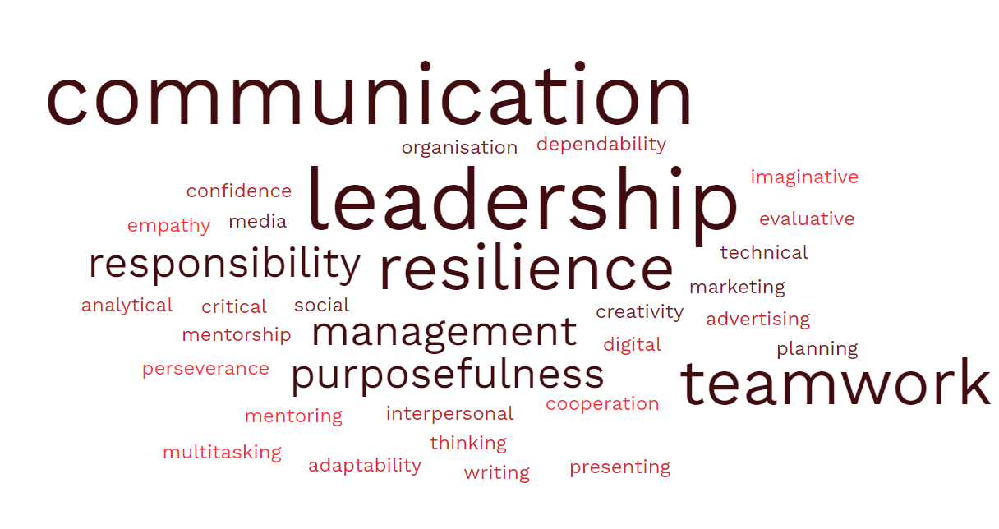 communication
organisation dependability
imaginative
confidence leadership
empathy media evaluative
responsibility resilience technical
marketing
analytical critical social creativity advertising
mentorship management digital planning
perseverance purposefulness teamwork
mentoring interpersonal cooperation
thinking
multitasking adaptability writing presenting